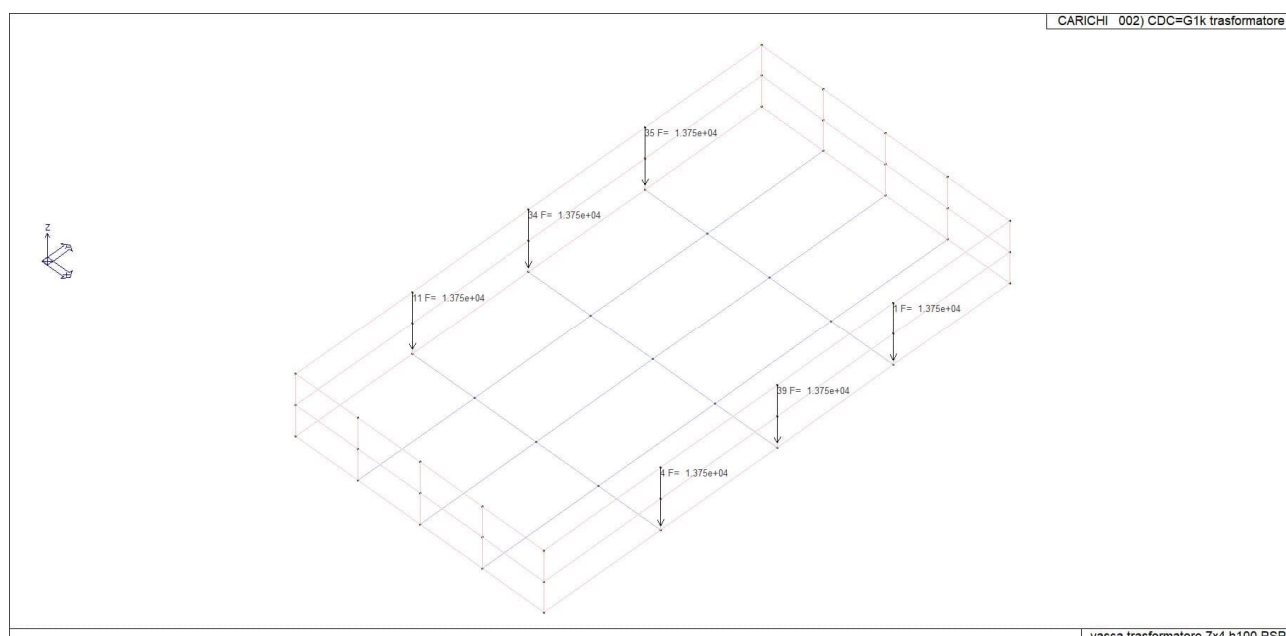 CARICHI 002) CDC=G1k trasformatore
35 F= 1.375e+04
34 F= 1.375e+04
Z
11 F= 1.375e+04
1 F= 1.375e+04
39 F= 1.375e+04
4 F= 1.375e+04
vasca trasformatore 7x4 h100